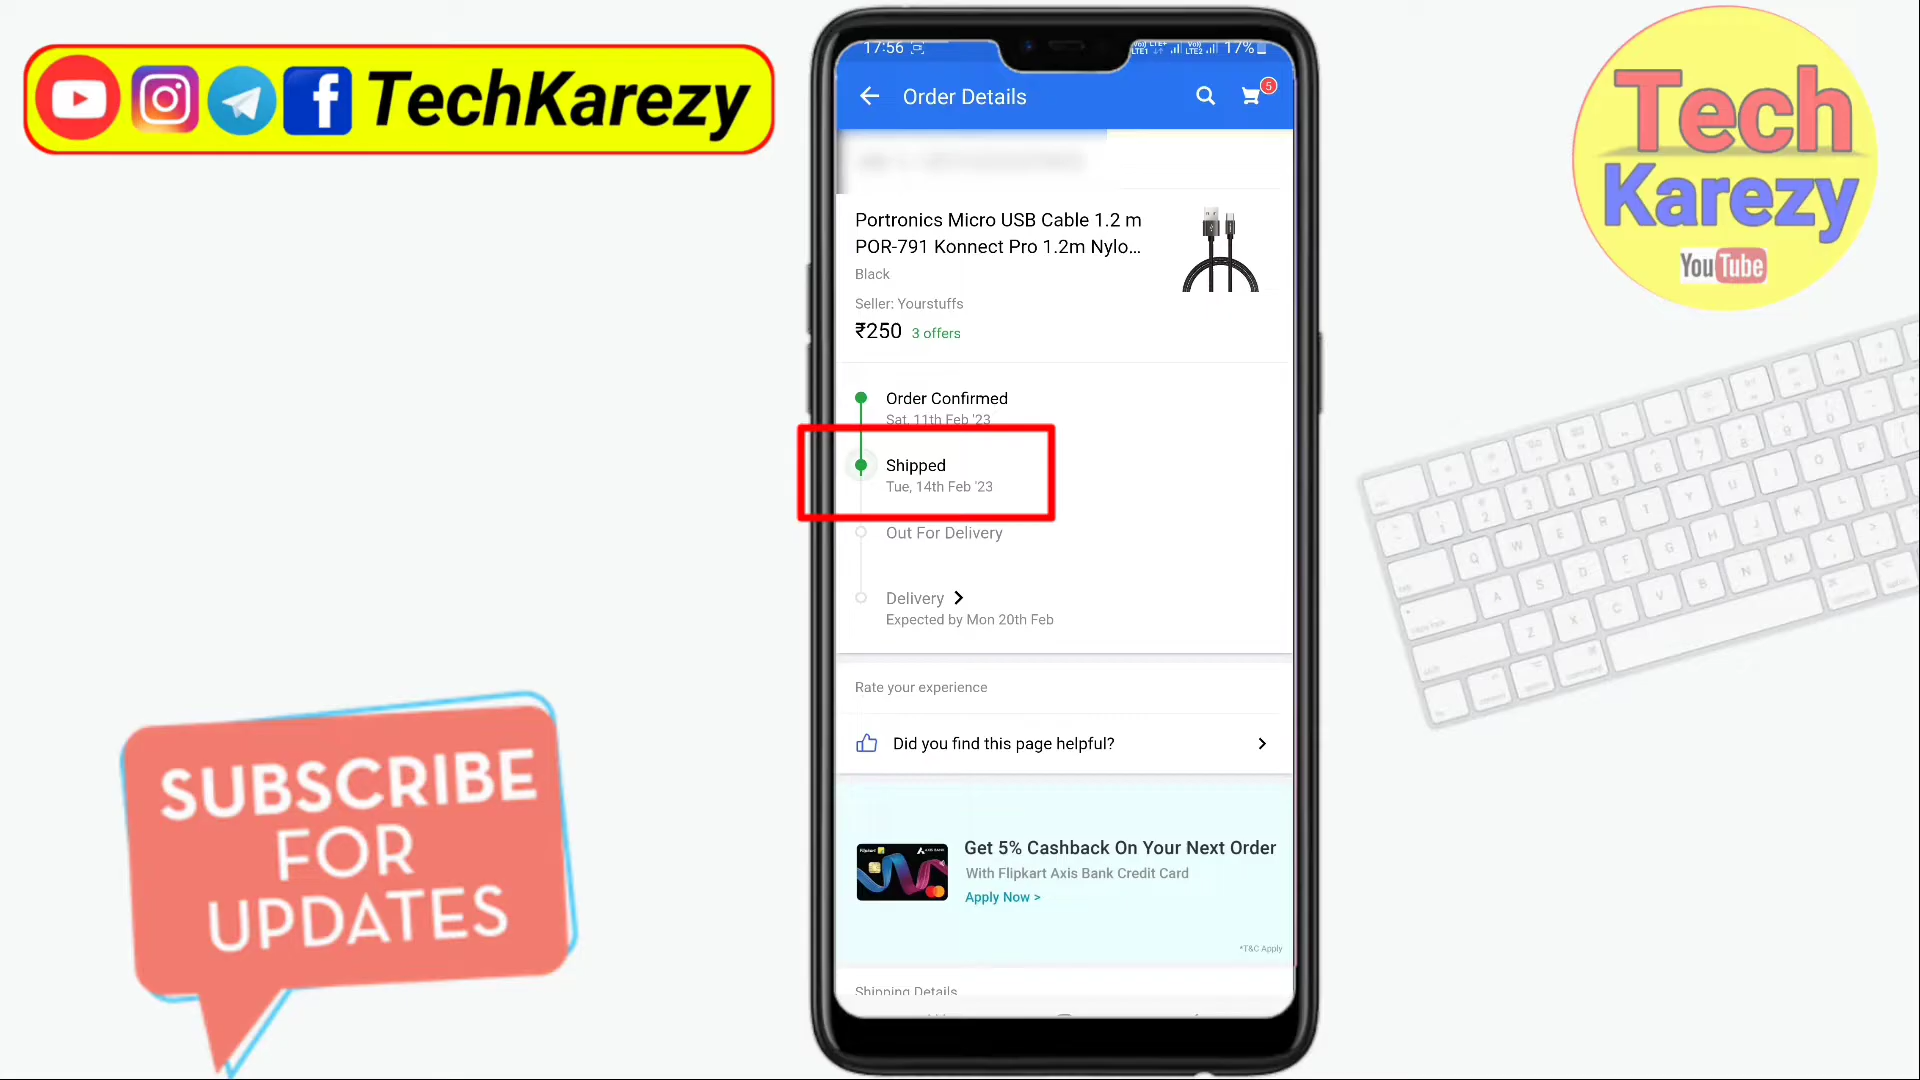 TechKarezy
Tech
Karezy
YouTube
17:56
17%
Order Details
5
Portronics Micro USB Cable 1.2 m
POR-791 Konnect Pro 1.2m Nylo...
Black
Seller: Yourstuffs
₹250 3 offers
Order Confirmed
Sat, 11th Feb '23
Shipped
Tue, 14th Feb '23
Out For Delivery
Delivery
Expected by Mon 20th Feb
Rate your experience
Did you find this page helpful?
Get 5% Cashback On Your Next Order
With Flipkart Axis Bank Credit Card
Apply Now >
*T&C Apply
Shipping Details
SUBSCRIBE
FOR
UPDATES